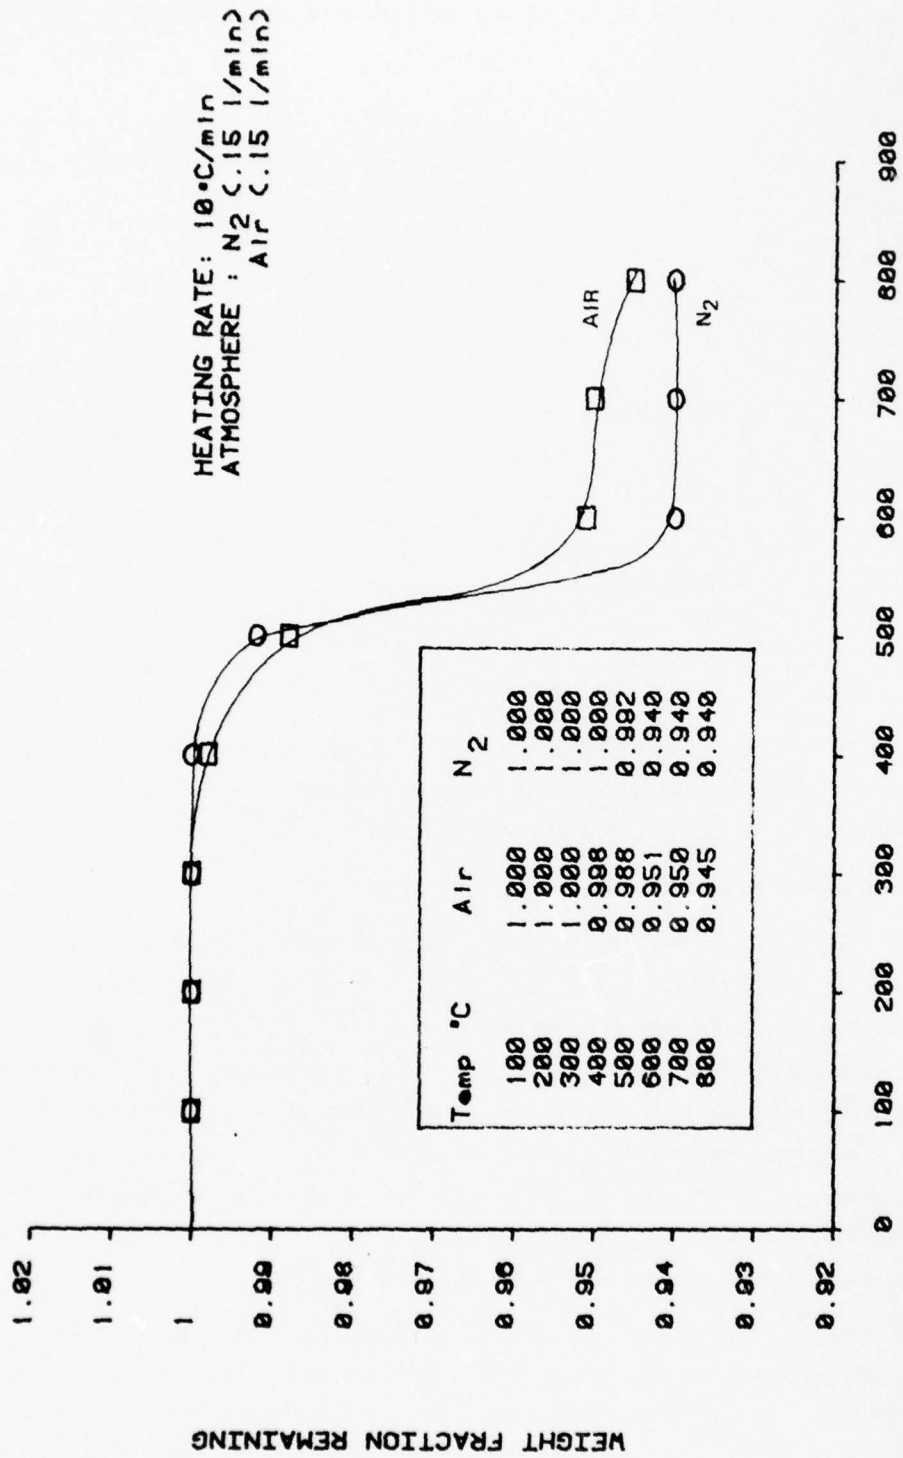 HEATING RATE: 10°C/min
ATMOSPHERE : N2 (.15 l/min)
Air (.15 l/min)
WEIGHT FRACTION REMAINING
1.02
1.01
1
0.99
0.98
0.97
0.96
0.95
0.94
0.93
0.92
AIR
N2
Temp °C Air N2
100 1.000 1.000
200 1.000 1.000
300 1.000 1.000
400 0.998 1.000
500 0.988 0.992
600 0.951 0.940
700 0.950 0.940
800 0.945 0.940
0 100 200 300 400 500 600 700 800 900